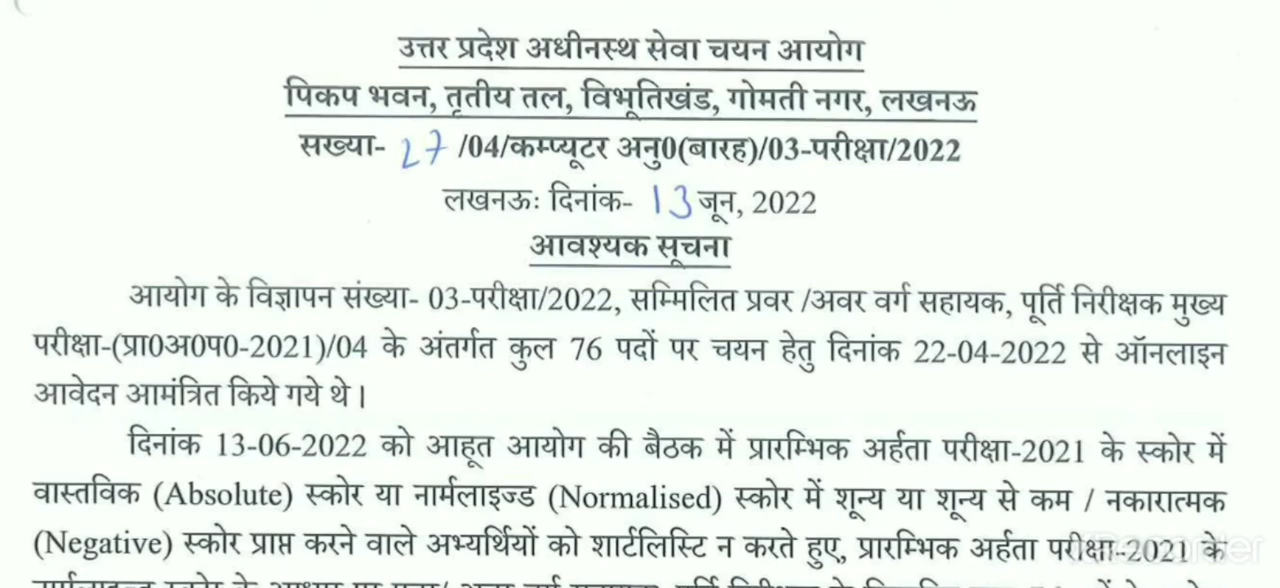 उत्तर प्रदेश अधीनस्थ सेवा चयन आयोग
पिकप भवन, तृतीय तल, विभूतिखंड, गोमती नगर, लखनऊ
सख्या- 27 /04/कम्प्यूटर अनु0(बारह)/03-परीक्षा/2022
लखनऊः दिनांक- 13 जून, 2022
आवश्यक सूचना
आयोग के विज्ञापन संख्या- 03-परीक्षा/2022, सम्मिलित प्रवर /अवर वर्ग सहायक, पूर्ति निरीक्षक मुख्य
परीक्षा-(प्रा0अ0प0-2021)/04 के अंतर्गत कुल 76 पदों पर चयन हेतु दिनांक 22-04-2022 से ऑनलाइन
आवेदन आमंत्रित किये गये थे।
दिनांक 13-06-2022 को आहूत आयोग की बैठक में प्रारम्भिक अर्हता परीक्षा-2021 के स्कोर में
वास्तविक (Absolute) स्कोर या नार्मलाइज्ड (Normalised) स्कोर में शून्य या शून्य से कम / नकारात्मक
(Negative) स्कोर प्राप्त करने वाले अभ्यर्थियों को शार्टलिस्टि न करते हुए, प्रारम्भिक अर्हता परीक्षा-2021 के